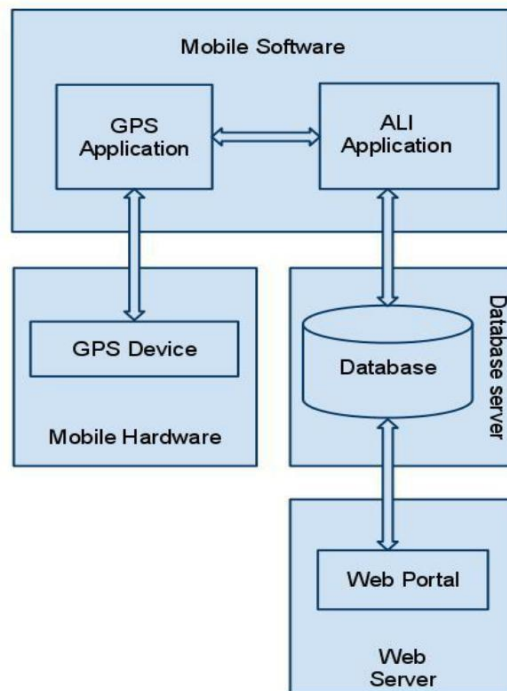 Mobile Software
GPS
Application
ALI
Application
GPS Device
Mobile Hardware
Database
Database server
Web Portal
Web
Server